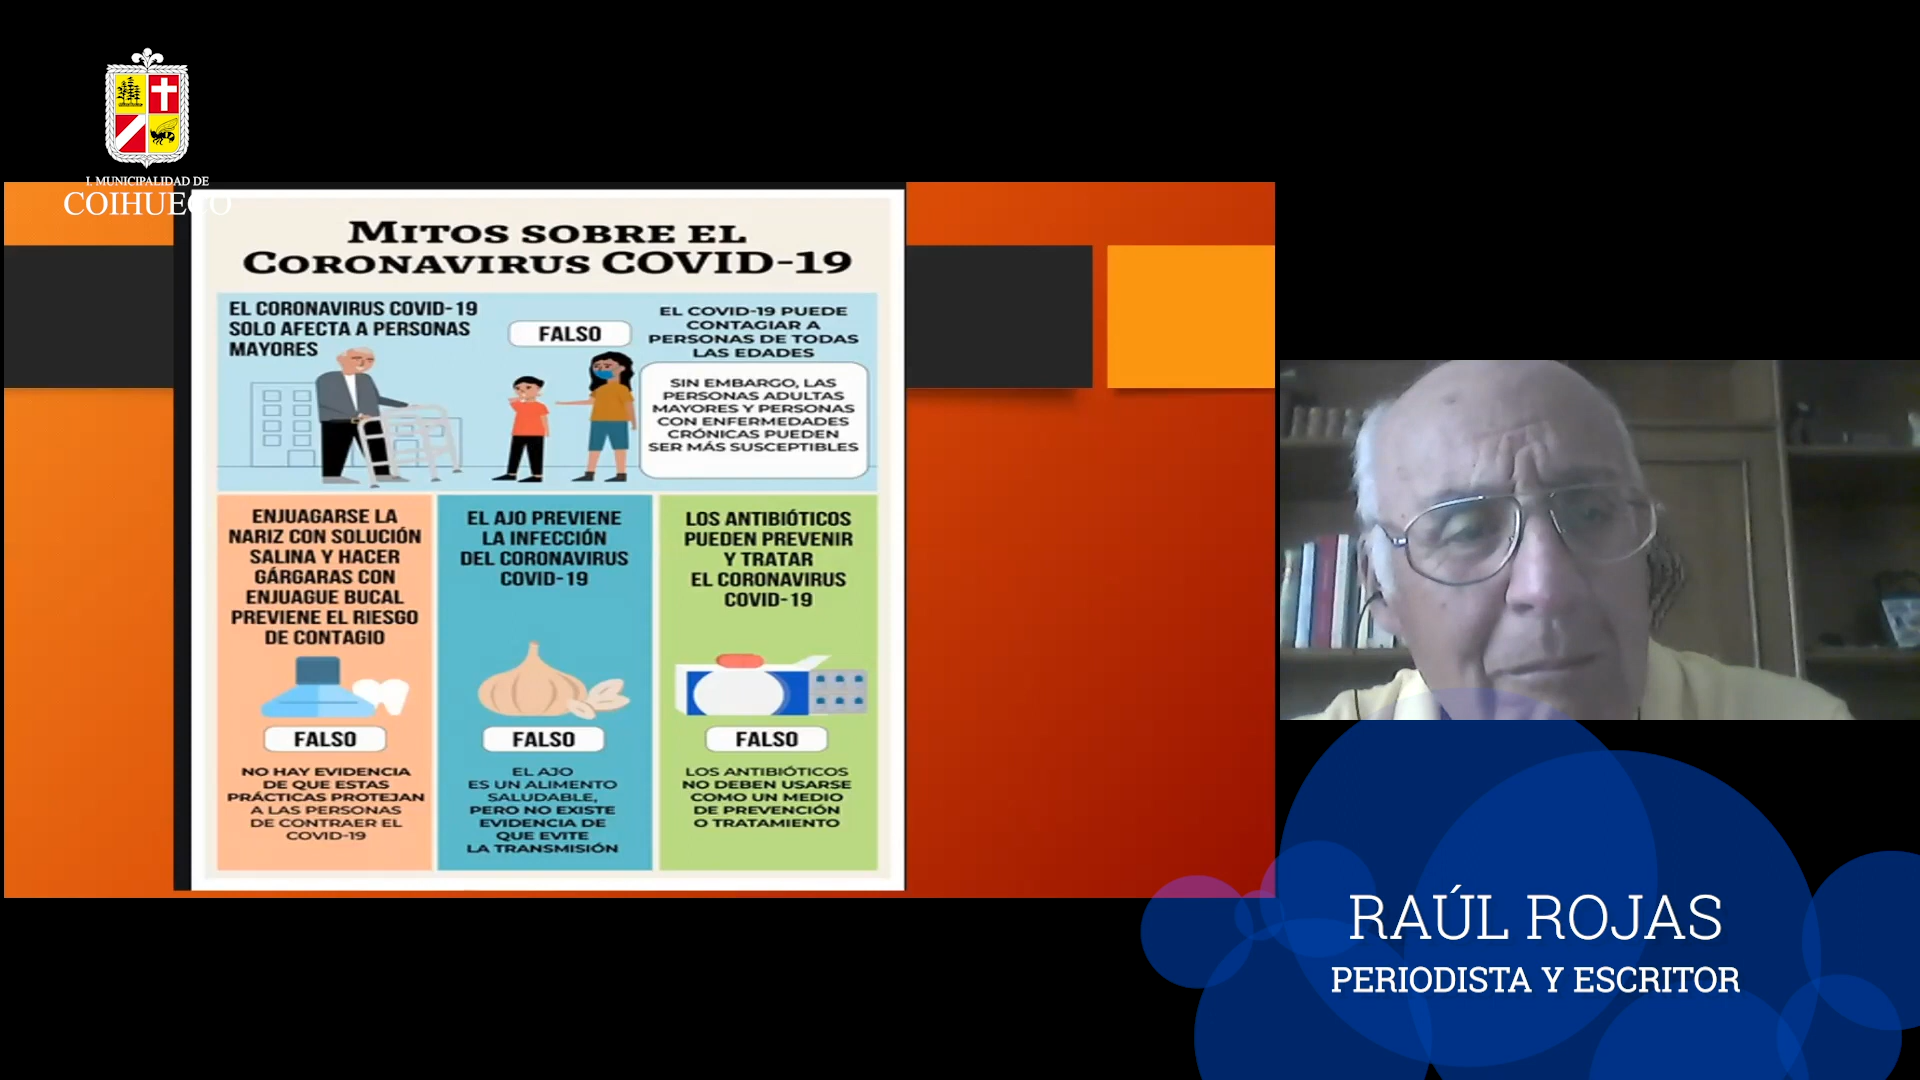 I. MUNICIPALIDAD DE
COIHUECO
MITOS SOBRE EL
CORONAVIRUS COVID-19
EL CORONAVIRUS COVID-19
SOLO AFECTA A PERSONAS
MAYORES
FALSO
EL COVID-19 PUEDE
CONTAGIAR A
PERSONAS DE TODAS
LAS EDADES
SIN EMBARGO, LAS
PERSONAS ADULTAS
MAYORES Y PERSONAS
CON ENFERMEDADES
CRÓNICAS PUEDEN
SER MÁS SUSCEPTIBLES
ENJUAGARSE LA
NARIZ CON SOLUCIÓN
SALINA Y HACER
GÁRGARAS CON
ENJUAGUE BUCAL
PREVIENE EL RIESGO
DE CONTAGIO
FALSO
NO HAY EVIDENCIA
DE QUE ESTAS
PRÁCTICAS PROTEJAN
A LAS PERSONAS
DE CONTRAER EL
COVID-19
EL AJO PREVIENE
LA INFECCIÓN
DEL CORONAVIRUS
COVID-19
FALSO
EL AJO
ES UN ALIMENTO
SALUDABLE,
PERO NO EXISTE
EVIDENCIA DE
QUE EVITE
LA TRANSMISIÓN
LOS ANTIBIÓTICOS
PUEDEN PREVENIR
Y TRATAR
EL CORONAVIRUS
COVID-19
FALSO
LOS ANTIBIÓTICOS
NO DEBEN USARSE
COMO UN MEDIO
DE PREVENCIÓN
O TRATAMIENTO
RAÚL ROJAS
PERIODISTA Y ESCRITOR